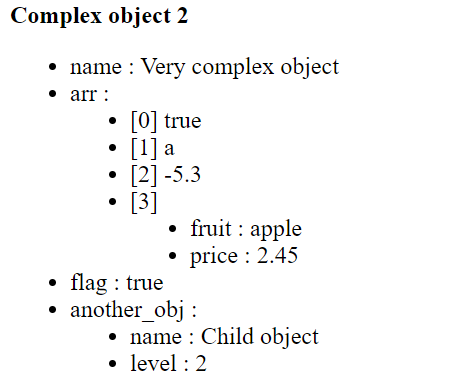 Complex object 2
name : Very complex object
arr :
[0] true
[1] a
[2] -5.3
[3]
fruit : apple
price : 2.45
flag : true
another_obj :
name : Child object
level : 2